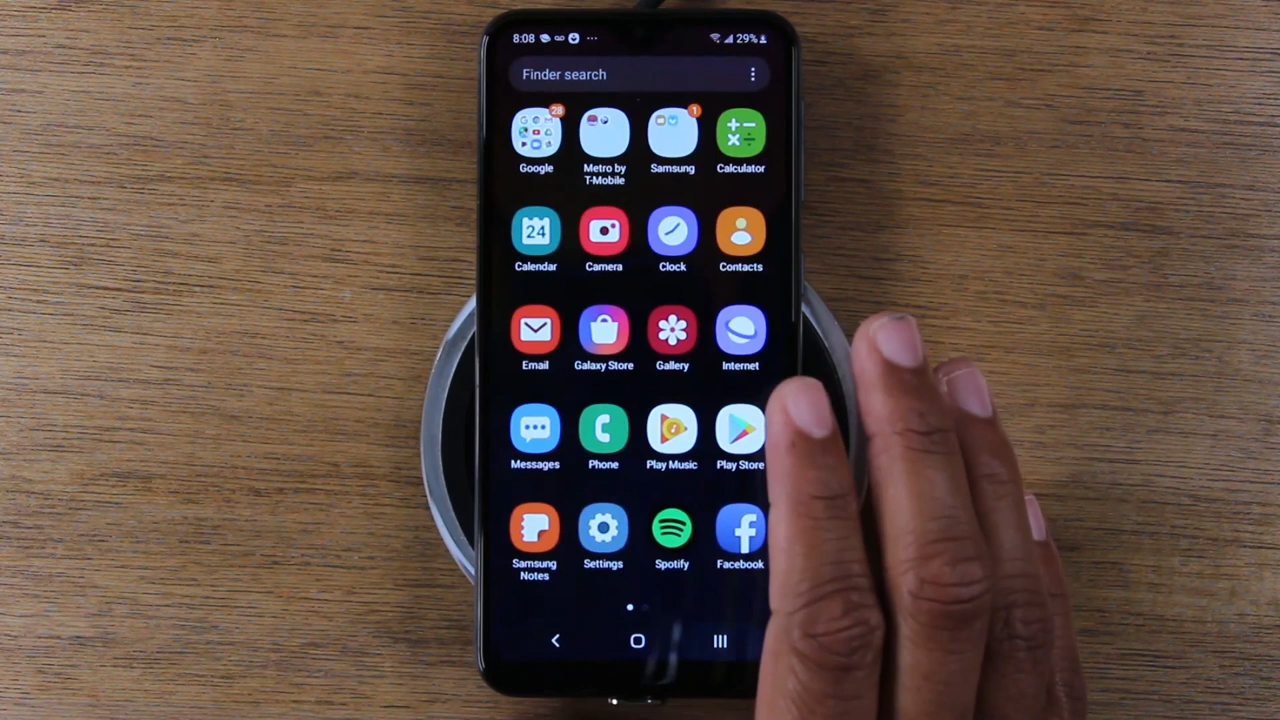 8:08
29%
Finder search
28
1
Google
Metro by
T-Mobile
Samsung
Calculator
24
Calendar
Camera
Clock
Contacts
Email
Galaxy Store
Gallery
Internet
Messages
Phone
Play Music
Play Store
Samsung
Notes
Settings
Spotify
Facebook